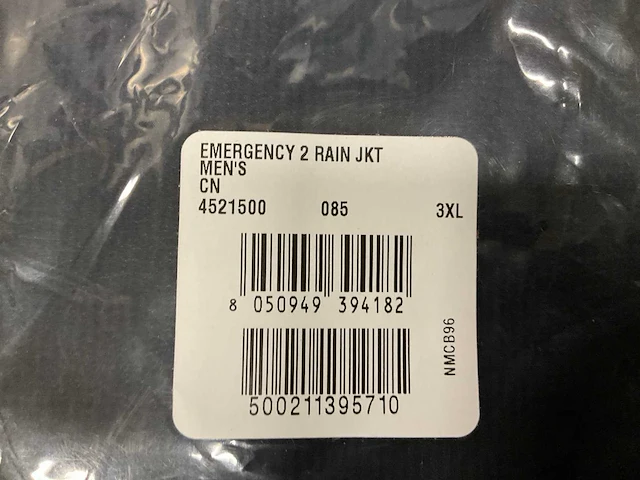 EMERGENCY 2 RAIN JKT
MEN'S
CN
4521500 085 3XL
8 050949 394182
NMCB96
500211395710